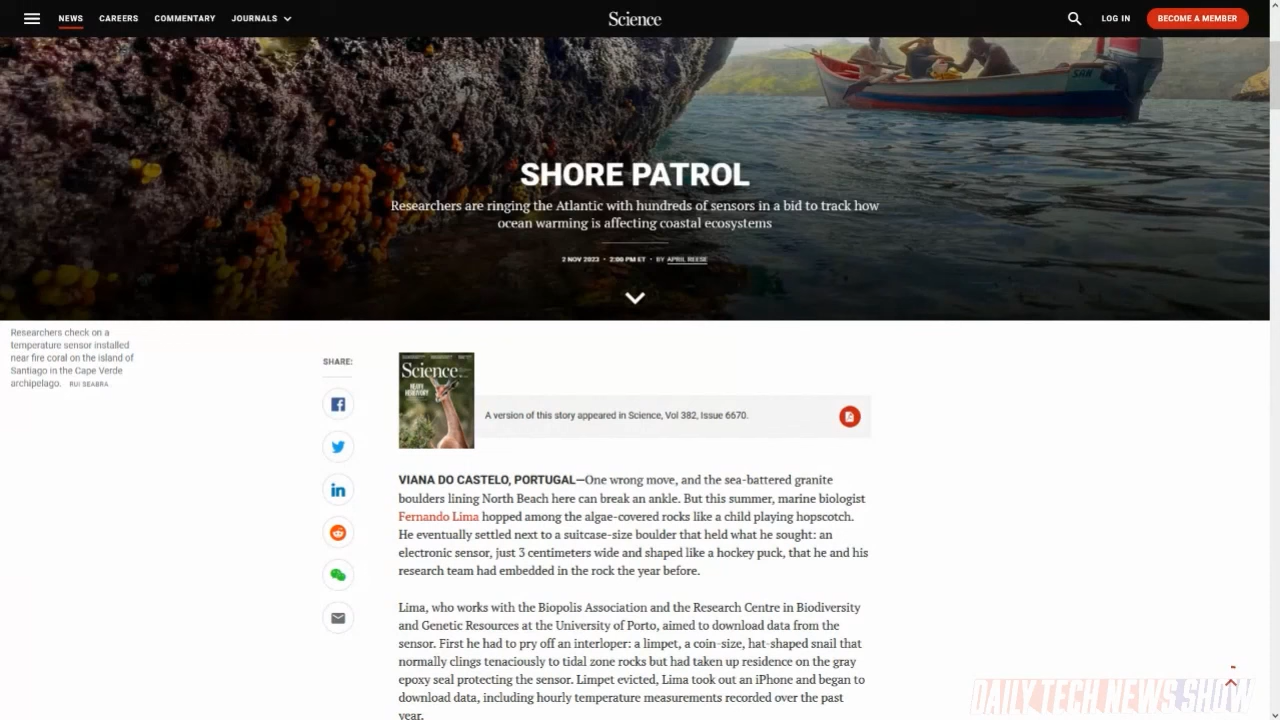 NEWS
CAREERS
COMMENTARY
JOURNALS
Science
LOG IN
BECOME A MEMBER
SAN
SHORE PATROL
Researchers are ringing the Atlantic with hundreds of sensors in a bid to track how
ocean warming is affecting coastal ecosystems
2 NOV 2023 • 2:00 PM ET • BY APRIL REESE
Researchers check on a
temperature sensor installed
near fire coral on the island of
Santiago in the Cape Verde
archipelago. RUI SEABRA
SHARE:
Science
HEAVY
HERBIVORY
A version of this story appeared in Science, Vol 382, Issue 6670.
VIANA DO CASTELO, PORTUGAL—One wrong move, and the sea-battered granite
boulders lining North Beach here can break an ankle. But this summer, marine biologist
Fernando Lima hopped among the algae-covered rocks like a child playing hopscotch.
He eventually settled next to a suitcase-size boulder that held what he sought: an
electronic sensor, just 3 centimeters wide and shaped like a hockey puck, that he and his
research team had embedded in the rock the year before.
Lima, who works with the Biopolis Association and the Research Centre in Biodiversity
and Genetic Resources at the University of Porto, aimed to download data from the
sensor. First he had to pry off an interloper: a limpet, a coin-size, hat-shaped snail that
normally clings tenaciously to tidal zone rocks but had taken up residence on the gray
epoxy seal protecting the sensor. Limpet evicted, Lima took out an iPhone and began to
download data, including hourly temperature measurements recorded over the past
year.
DAILY TECH NEWS SHOW